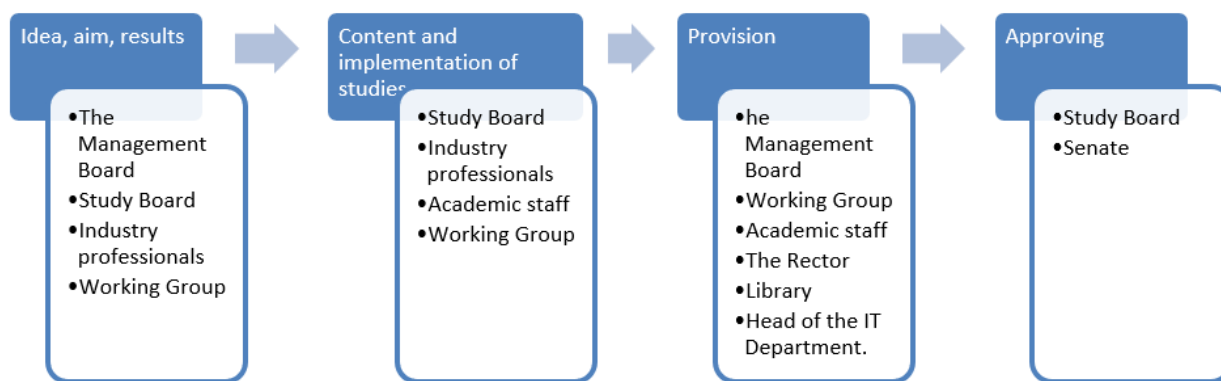 Idea, aim, results
•The
Management
Board
•Study Board
•Industry
professionals
•Working Group
Content and
implementation of
studies
•Study Board
•Industry
professionals
•Academic staff
•Working Group
Provision
•he
Management
Board
•Working Group
•Academic staff
•The Rector
•Library
•Head of the IT
Department.
Approving
•Study Board
•Senate